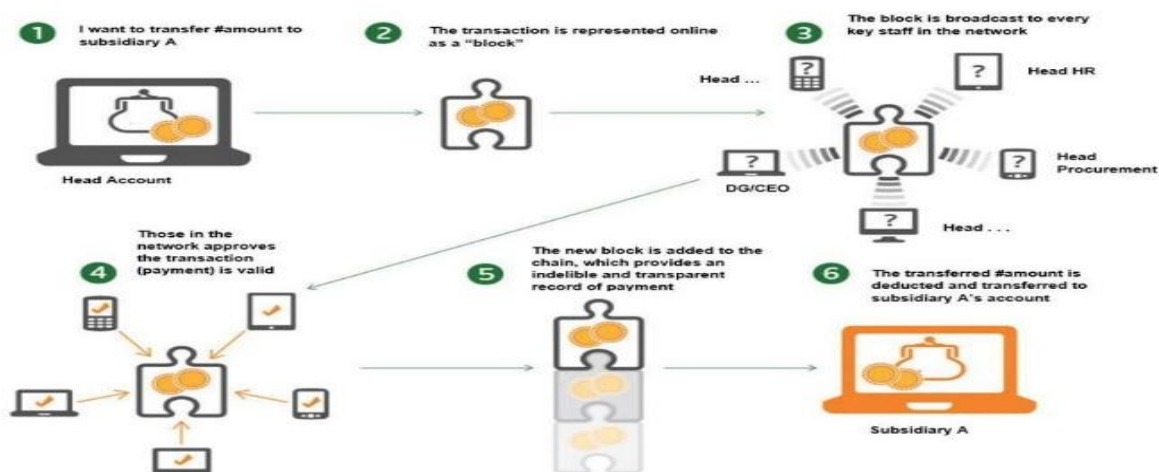 1 I want to transfer #amount to
subsidiary A
2 The transaction is represented online
as a “block”
3 The block is broadcast to every
key staff in the network
Head ...
?
?
Head HR
?
DG/CEO
?
Head
Procurement
?
Head . . .
Head Account
4 Those in the
network approves
the transaction
(payment) is valid
5 The new block is added to the
chain, which provides an
indelible and transparent
record of payment
6 The transferred #amount is
deducted and transferred to
subsidiary A's account
Subsidiary A